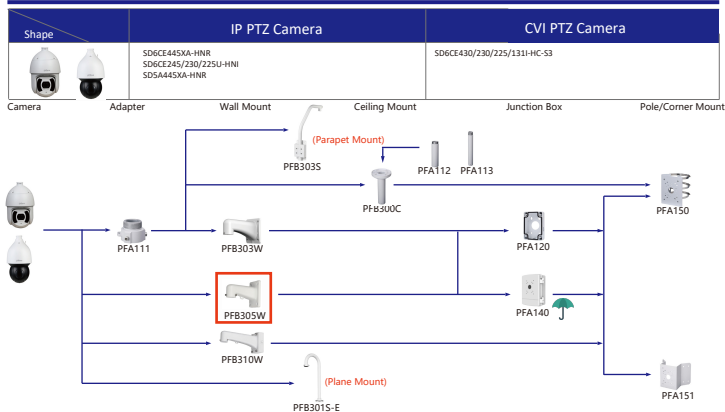 Shape
IP PTZ Camera
CVI PTZ Camera
SD6CE445XA-HNR
SD6CE245/230/225U-HNI
SD5A445XA-HNR
SD6CE430/230/225/131I-HC-S3
Camera
Adapter
Wall Mount
Ceiling Mount
Junction Box
Pole/Corner Mount
(Parapet Mount)
PFB303S
PFA112
PFA113
PFB300C
PFA150
PFA111
PFB303W
PFA120
PFB305W
PFA140
PFB310W
(Plane Mount)
PFA151
PFB301S-E